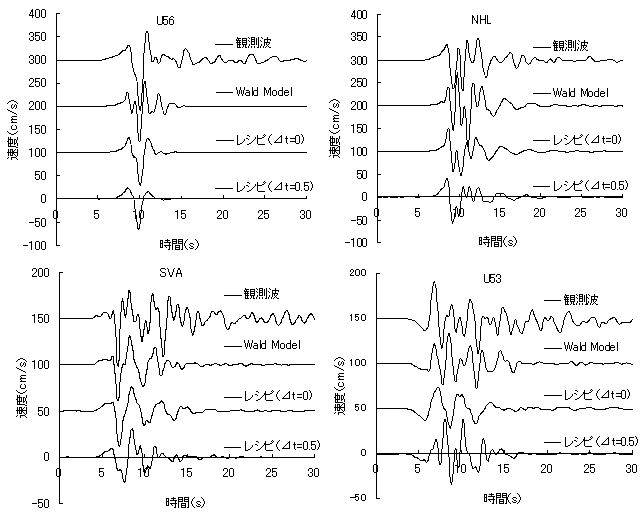 U56
400
350
300
250
200
150
100
50
0
-50
-100
速度(cm/s)
0 5 10 15 20 25 30
時間(s)
観測波
Wald Model
レシピ(⊿t=0)
レシピ(⊿t=0.5)
NHL
400
350
300
250
200
150
100
50
0
-50
-100
速度(cm/s)
0 5 10 15 20 25 30
時間(s)
観測波
Wald Model
レシピ(⊿t=0)
レシピ(⊿t=0.5)
SVA
200
150
100
50
0
-50
速度(cm/s)
0 5 10 15 20 25 30
時間(s)
観測波
Wald Model
レシピ(⊿t=0)
レシピ(⊿t=0.5)
U53
200
150
100
50
0
-50
速度(cm/s)
0 5 10 15 20 25 30
時間(s)
観測波
Wald Model
レシピ(⊿t=0)
レシピ(⊿t=0.5)